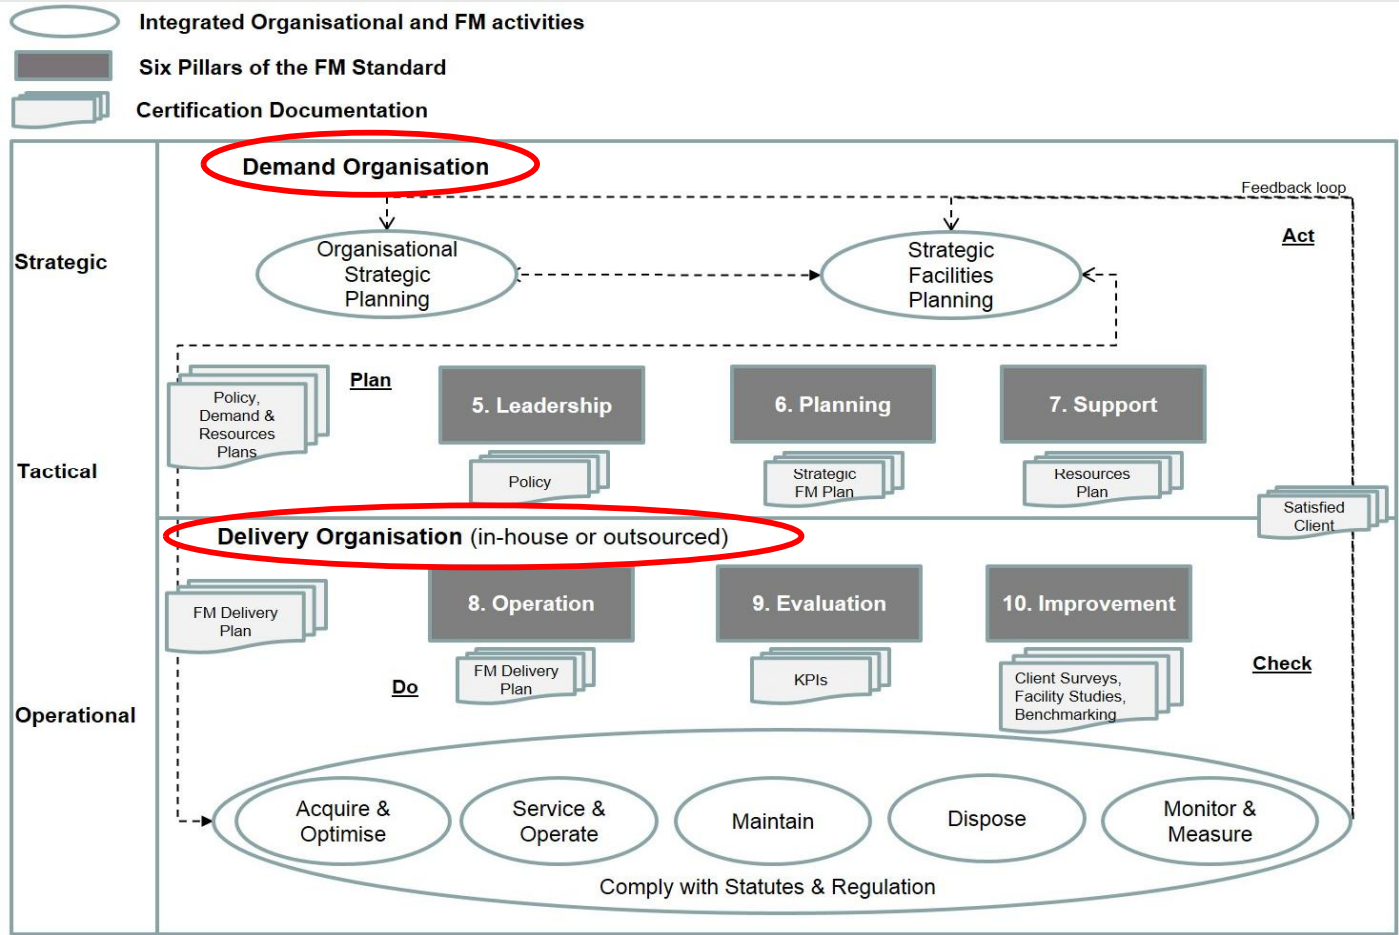 Integrated Organisational and FM activities
Six Pillars of the FM Standard
Certification Documentation
Demand Organisation
Feedback loop
Act
Strategic
Organisational
Strategic
Planning
Strategic
Facilities
Planning
Plan
Policy,
Demand &
Resources
Plans
5. Leadership
6. Planning
7. Support
Tactical
Policy
Strategic
FM Plan
Resources
Plan
Satisfied
Client
Delivery Organisation (in-house or outsourced)
FM Delivery
Plan
8. Operation
9. Evaluation
10. Improvement
Do
FM Delivery
Plan
KPIs
Client Surveys,
Facility Studies,
Benchmarking
Check
Operational
Acquire &
Optimise
Service &
Operate
Maintain
Dispose
Monitor &
Measure
Comply with Statutes & Regulation